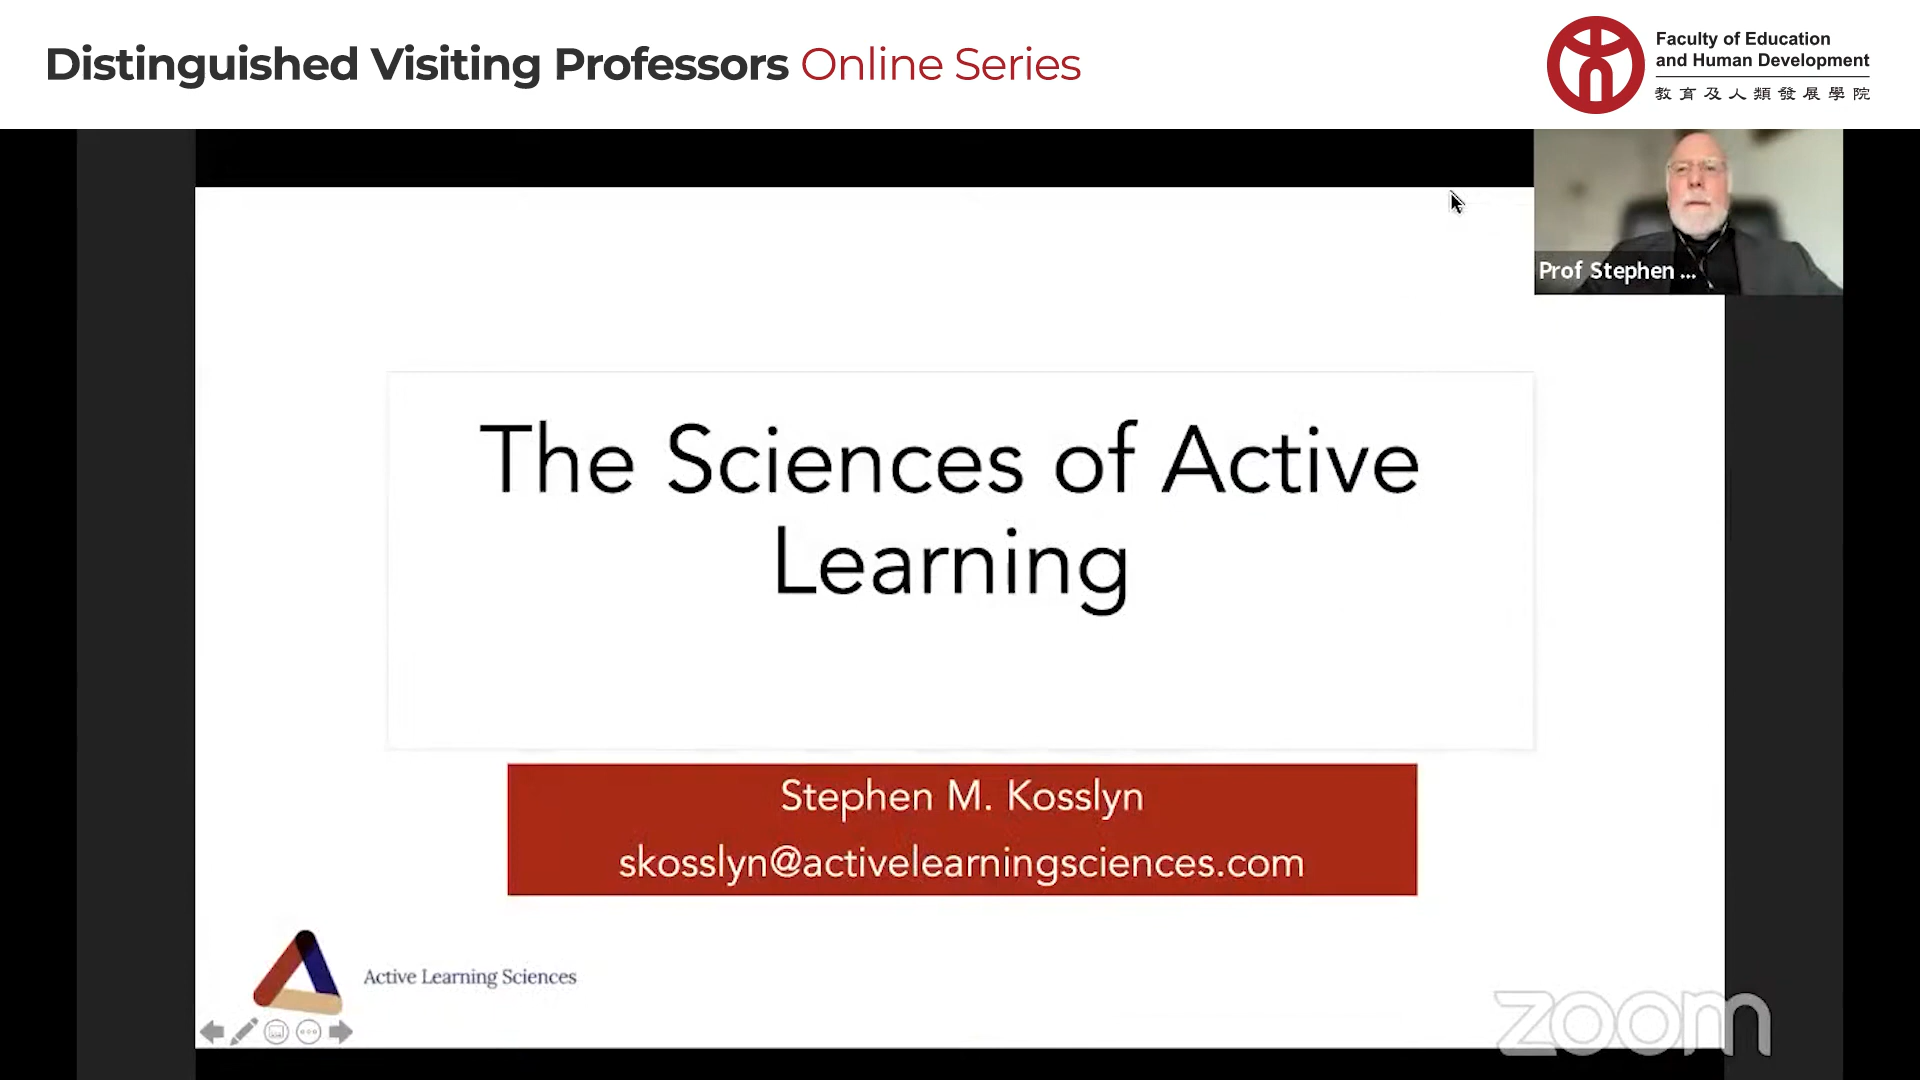 Distinguished Visiting Professors Online Series
Faculty of Education
and Human Development
教育及人類發展學院
Prof Stephen ...
The Sciences of Active
Learning
Stephen M. Kosslyn
skosslyn@activelearningsciences.com
Active Learning Sciences
zoom